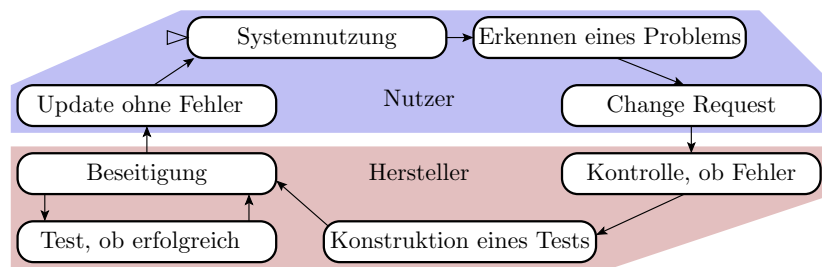 Systemnutzung
Erkennen eines Problems
Update ohne Fehler
Nutzer
Change Request
Beseitigung
Hersteller
Kontrolle, ob Fehler
Test, ob erfolgreich
Konstruktion eines Tests